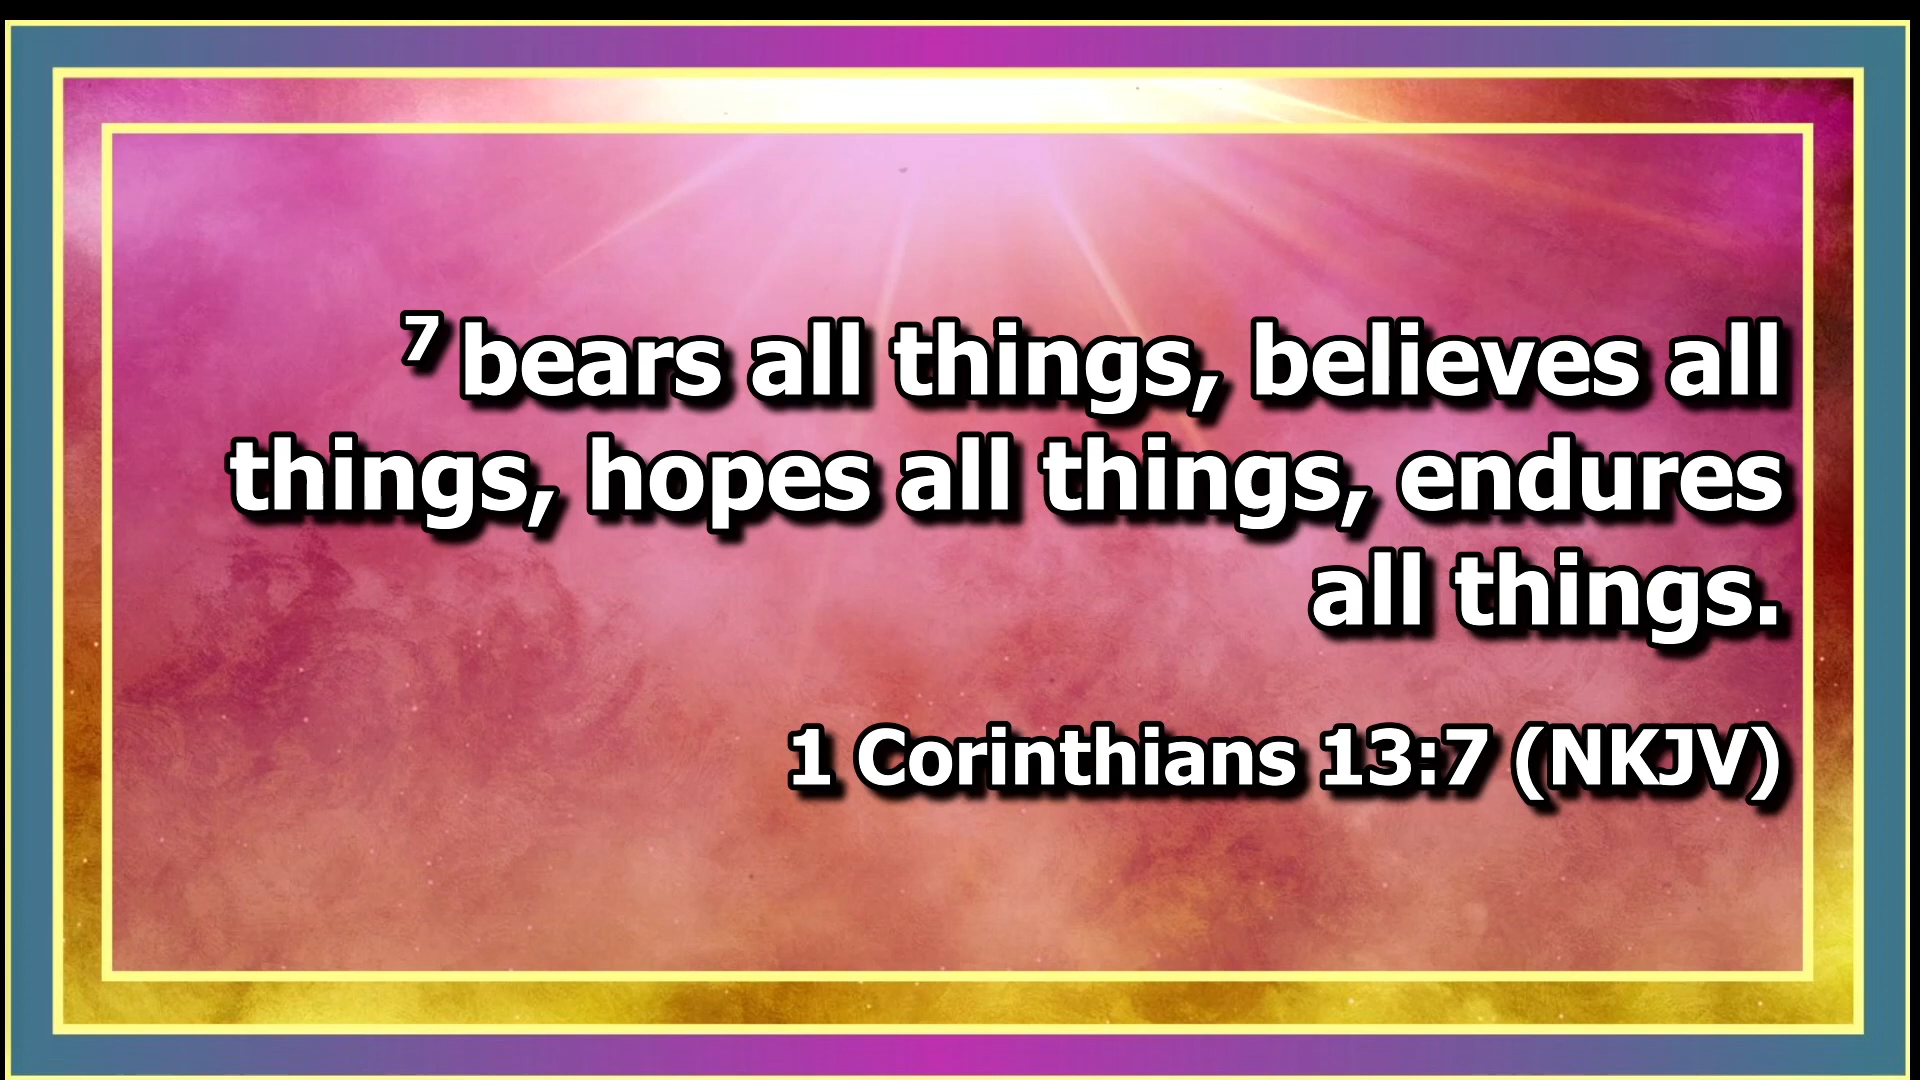 7 bears all things, believes all
things, hopes all things, endures
all things.
1 Corinthians 13:7 (NKJV)